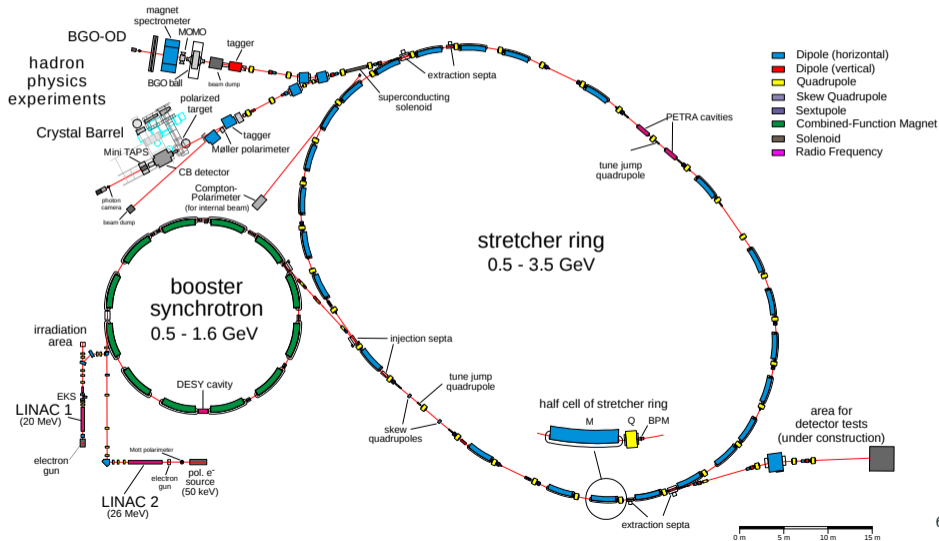 BGO-OD
hadron
physics
experiments
magnet
spectrometer
MOMO
BGO ball
beam dump
tagger
Crystal Barrel
polarized
target
Mini TAPS
CB detector
photon
camera
beam dump
tagger
Møller polarimeter
Compton-
Polarimeter
(for internal beam)
extraction septa
superconducting
solenoid
PETRA cavities
tune jump
quadrupole
Dipole (horizontal)
Dipole (vertical)
Quadrupole
Skew Quadrupole
Sextupole
Combined-Function Magnet
Solenoid
Radio Frequency
stretcher ring
0.5 - 3.5 GeV
booster
synchrotron
0.5 - 1.6 GeV
DESY cavity
injection septa
tune jump
quadrupole
skew
quadrupoles
irradiation
area
EKS
LINAC 1
(20 MeV)
electron
gun
Mott polarimeter
electron
gun
pol. e-
source
(50 keV)
LINAC 2
(26 MeV)
half cell of stretcher ring
M
Q
BPM
extraction septa
area for
detector tests
(under construction)
0 m
5 m
10 m
15 m